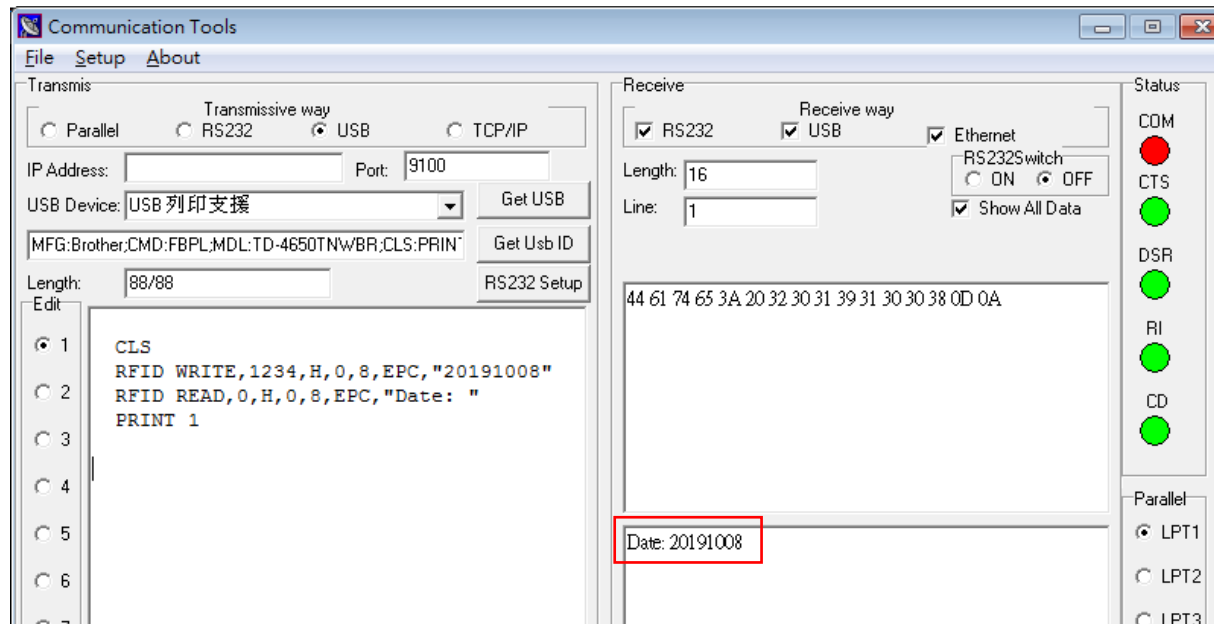 Communication Tools
File Setup About
Transmis
Transmissive way
Parallel RS232 USB TCP/IP
IP Address: Port: 9100
USB Device: USB 列印支援 Get USB
MFG:Brother;CMD:FBPL;MDL:TD-4650TNWBR;CLS:PRIN Get Usb ID
Length: 88/88 RS232 Setup
Edit
1
2
3
4
5
6
CLS
RFID WRITE,1234,H,0,8,EPC,"20191008"
RFID READ,0,H,0,8,EPC,"Date: "
PRINT 1
Receive
Receive way
RS232 USB Ethernet
Length: 16
RS232Switch
ON OFF
Line: 1
Show All Data
44 61 74 65 3A 20 32 30 31 39 31 30 30 38 0D 0A
Date: 20191008
Status
COM
CTS
DSR
RI
CD
Parallel
LPT1
LPT2
LPT3